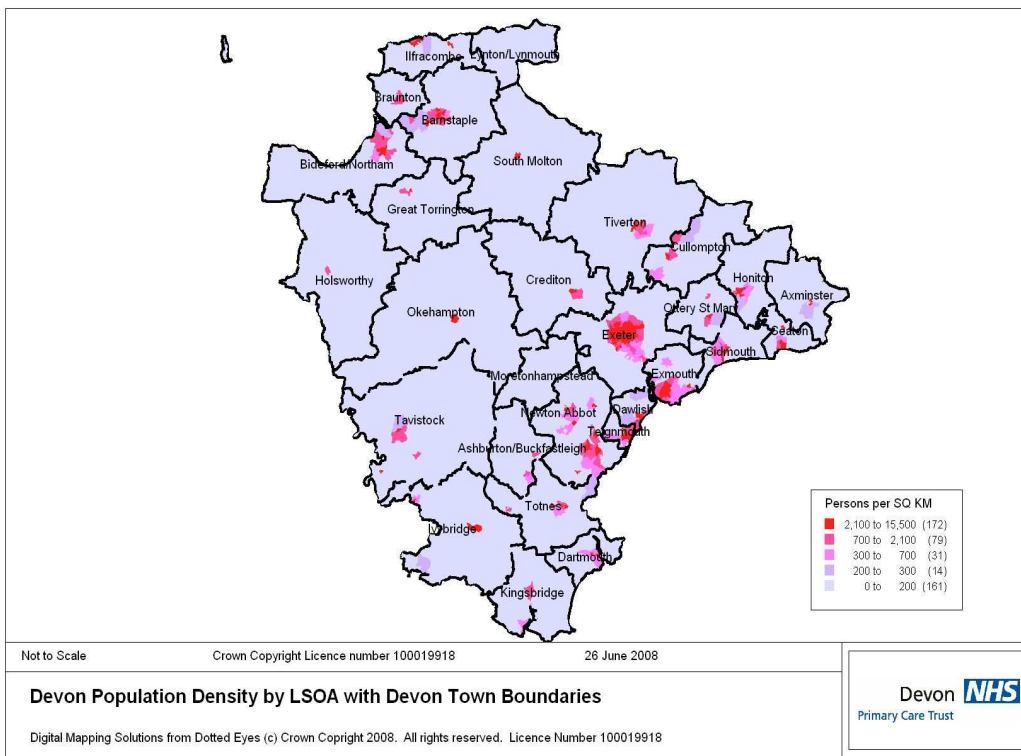 Ilfracombe
Lynton/Lynmouth
Braunton
Barnstaple
Bideford/Northam
South Molton
Great Torrington
Tiverton
Cullompton
Holsworthy
Crediton
Honiton
Axminster
Okehampton
Ottery St Mary
Exeter
Seaton
Sidmouth
Exmouth
Moretonhampstead
Tavistock
Newton Abbot
Dawlish
Teignmouth
Ashburton/Buckfastleigh
Totnes
Ivybridge
Dartmouth
Kingsbridge
Persons per SQ KM
2,100 to 15,500 (172)
700 to 2,100 (79)
300 to 700 (31)
200 to 300 (14)
0 to 200 (161)
Not to Scale Crown Copyright Licence number 100019918 26 June 2008
Devon Population Density by LSOA with Devon Town Boundaries
Digital Mapping Solutions from Dotted Eyes (c) Crown Copright 2008. All rights reserved. Licence Number 100019918
Devon NHS
Primary Care Trust